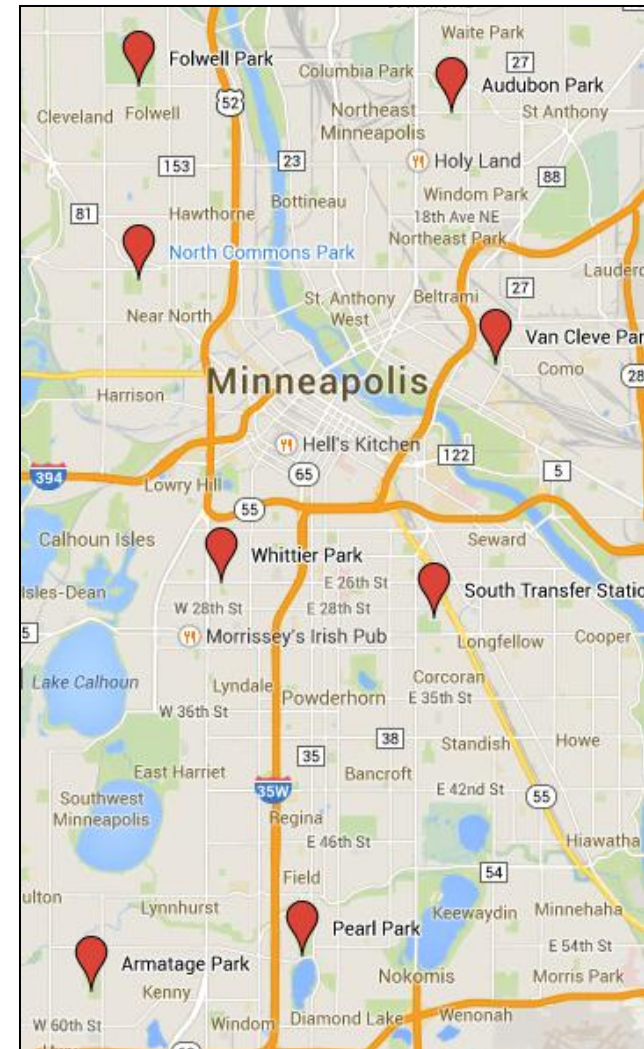 Waite Park
Folwell Park
27
Columbia Park
Audubon Park
52
Cleveland
Folwell
Northeast
Minneapolis
St Anthony
153
23
Holy Land
88
Bottineau
Windom Park
81
Hawthorne
18th Ave NE
Northeast Park
North Commons Park
Lauderd
27
St. Anthony
West
Beltrami
Near North
Van Cleve Par
Como
28
Minneapolis
Harrison
Hell's Kitchen
122
5
394
65
Lowry Hill
55
Calhoun Isles
Seward
Whittier Park
E 26th St
South Transfer Statio
Isles-Dean
W 28th St
E 28th St
5
Morrissey's Irish Pub
Longfellow
Cooper
Lake Calhoun
Lyndale
Powderhorn
Corcoran
E 35th St
W 36th St
38
35
Standish
Howe
East Harriet
Bancroft
35W
E 42nd St
55
Southwest
Minneapolis
Regina
E 46th St
Hiawatha
Field
54
ulton
Lynnhurst
Keewaydin
Minnehaha
Pearl Park
E 54th St
Armatage Park
Nokomis
Morris Park
Kenny
W 60th St
Windom
Diamond Lake
Wenonah